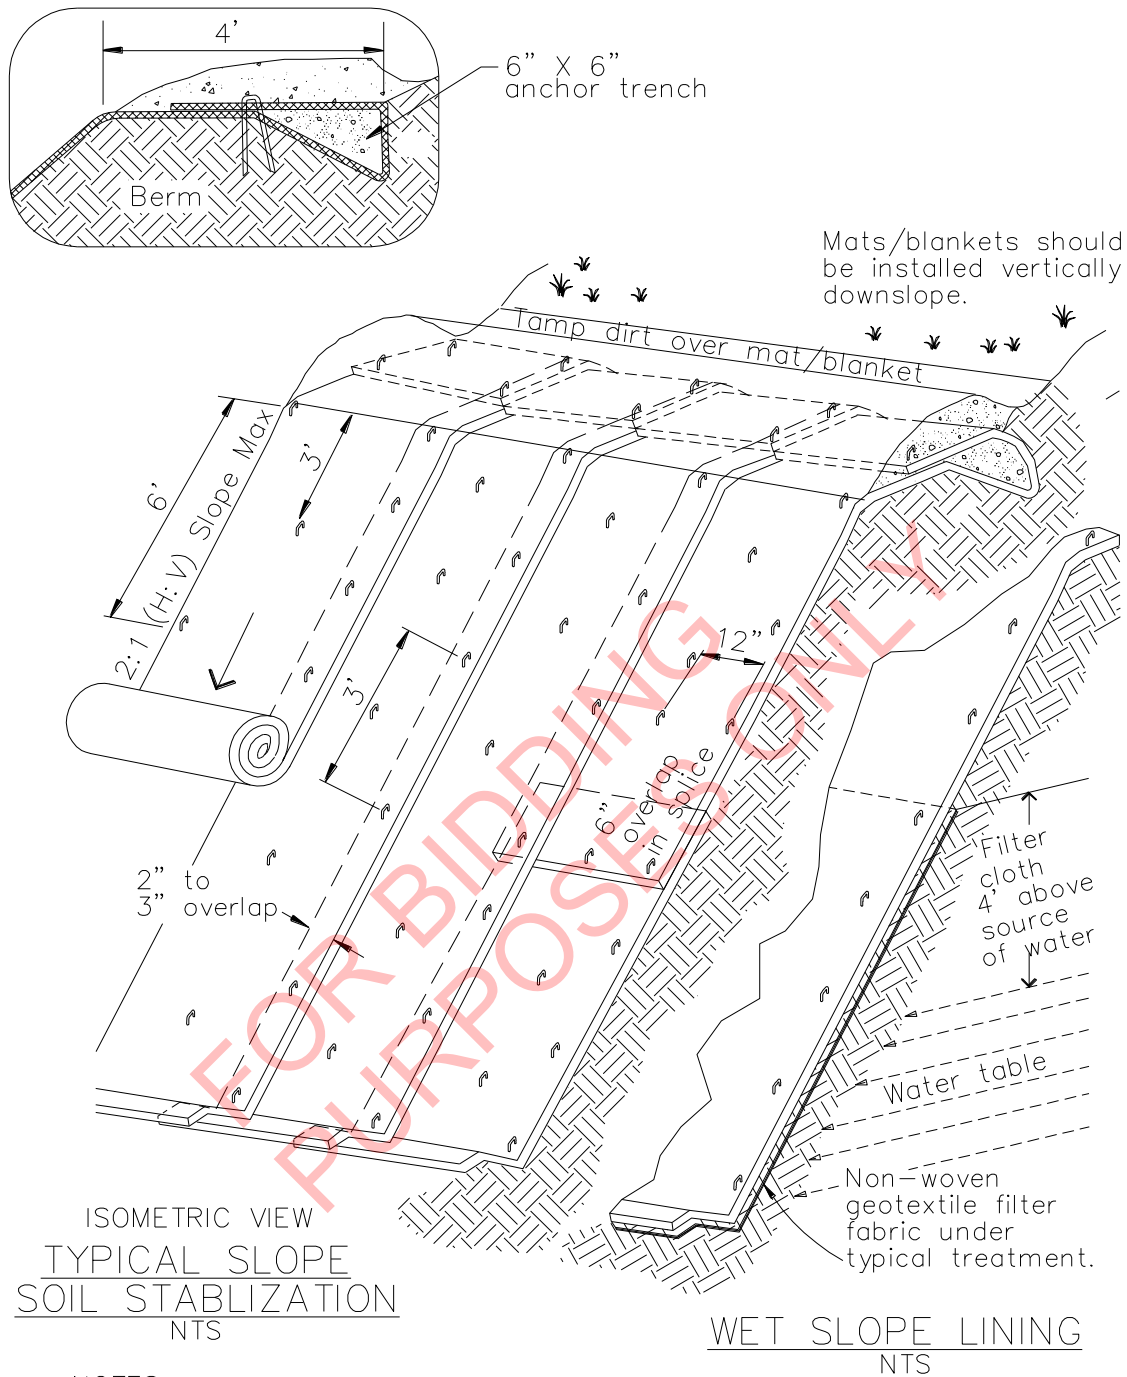 4'
6" X 6"
anchor trench
Berm
Mats/blankets should
be installed vertically
downslope.
Tamp dirt over mat/blanket
6'
2:1 (H:V) Slope Max
3'
3'
12"
6"
overlap
in splice
2" to
3" overlap
Filter
cloth
4' above
source
of water
Water table
Non-woven
geotextile filter
fabric under
typical treatment.
FOR BIDDING
PURPOSES ONLY
ISOMETRIC VIEW
TYPICAL SLOPE
SOIL STABLIZATION
NTS
WET SLOPE LINING
NTS